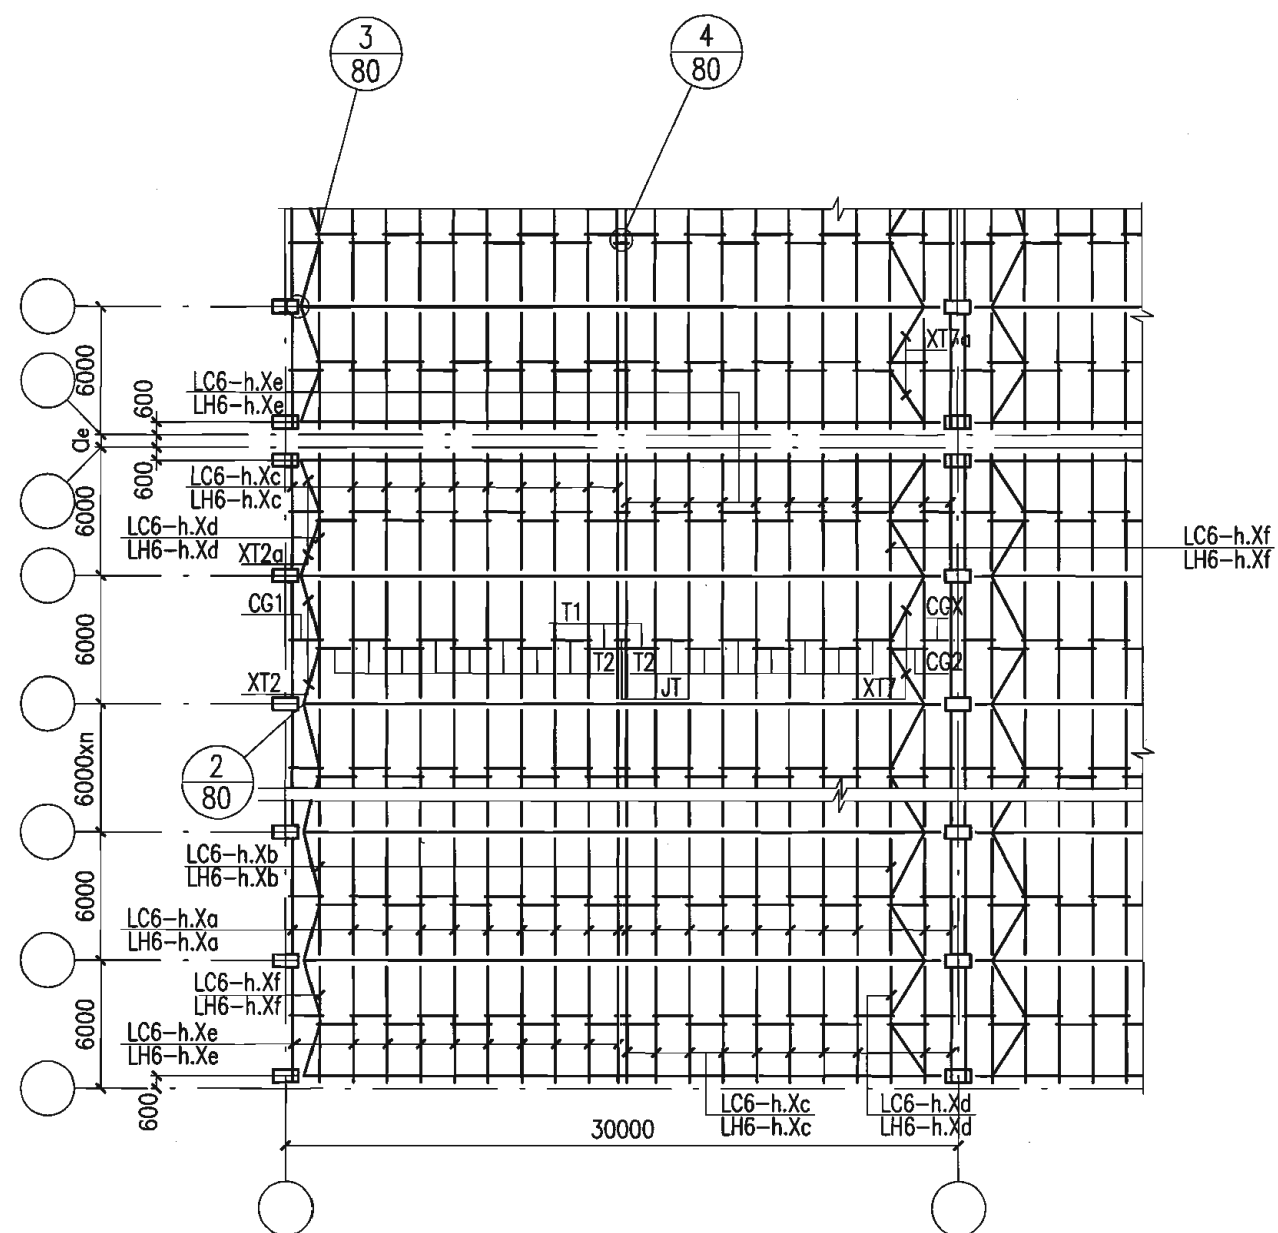 3
80
4
80
6000
600
LC6-h.Xe
LH6-h.Xe
XT7a
ae
600
LC6-h.Xc
LH6-h.Xc
6000
LC6-h.Xd
LH6-h.Xd
XT2a
LC6-h.Xf
LH6-h.Xf
CG1
T1
CGX
6000
T2
T2
CG2
XT2
JT
XT7
2
80
6000xn
LC6-h.Xb
LH6-h.Xb
6000
LC6-h.Xa
LH6-h.Xa
LC6-h.Xf
LH6-h.Xf
6000
LC6-h.Xe
LH6-h.Xe
600
LC6-h.Xc
LH6-h.Xc
LC6-h.Xd
LH6-h.Xd
30000